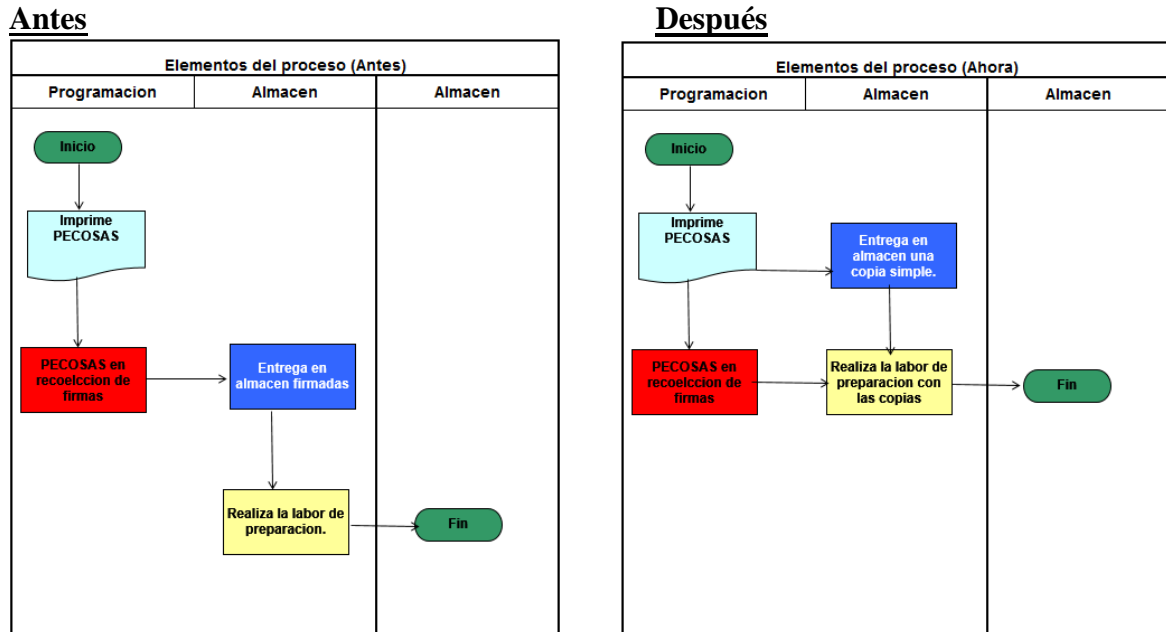 Antes
Elementos del proceso (Antes)
Programacion
Almacen
Almacen
Inicio
Imprime
PECOSAS
PECOSAS en
recoelccion de
firmas
Entrega en
almacen firmadas
Realiza la labor de
preparacion.
Fin
Después
Elementos del proceso (Ahora)
Programacion
Almacen
Almacen
Inicio
Imprime
PECOSAS
Entrega en
almacen una
copia simple.
PECOSAS en
recoelccion de
firmas
Realiza la labor de
preparacion con
las copias
Fin